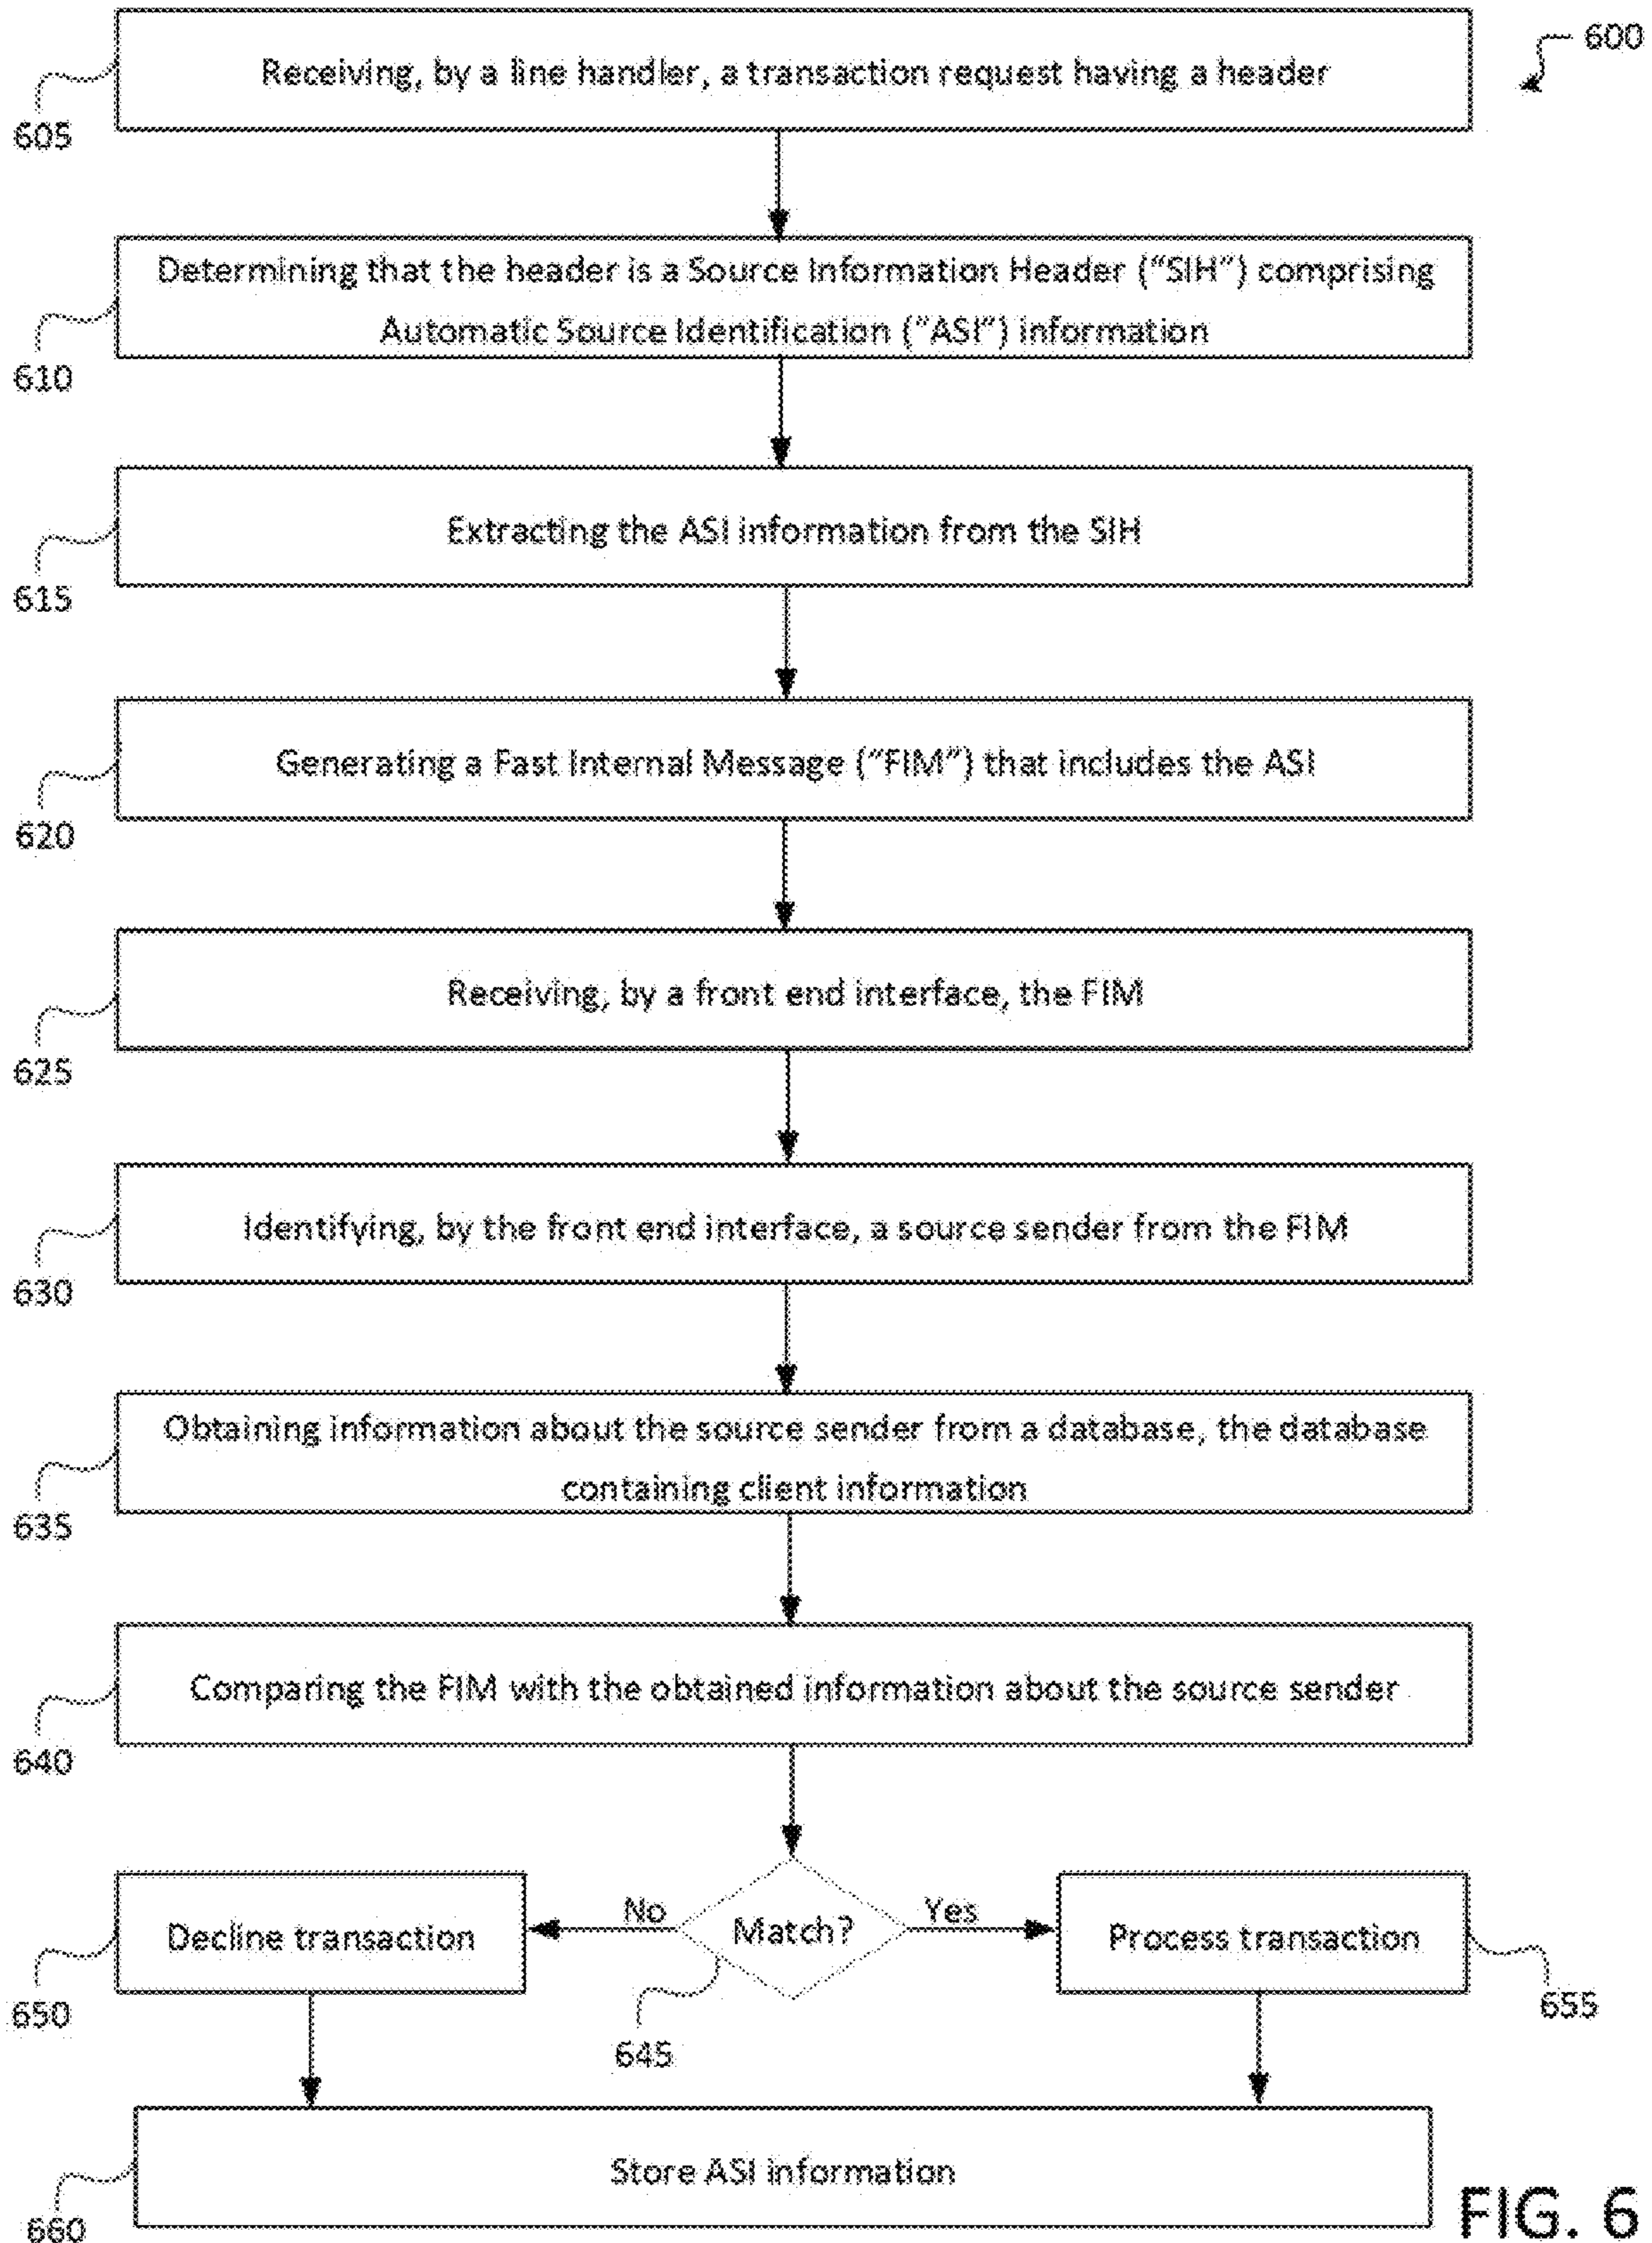 600
Receiving, by a line handler, a transaction request having a header
605
Determining that the header is a Source Information Header (“SIH”) comprising
Automatic Source Identification (“ASI”) information
610
Extracting the ASI information from the SIH
615
Generating a Fast Internal Message (“FIM”) that includes the ASI
620
Receiving, by a front end interface, the FIM
625
Identifying, by the front end interface, a source sender from the FIM
630
Obtaining information about the source sender from a database, the database
containing client information
635
Comparing the FIM with the obtained information about the source sender
640
Decline transaction
No
Match?
Yes
Process transaction
650
645
655
Store ASI information
660
FIG. 6